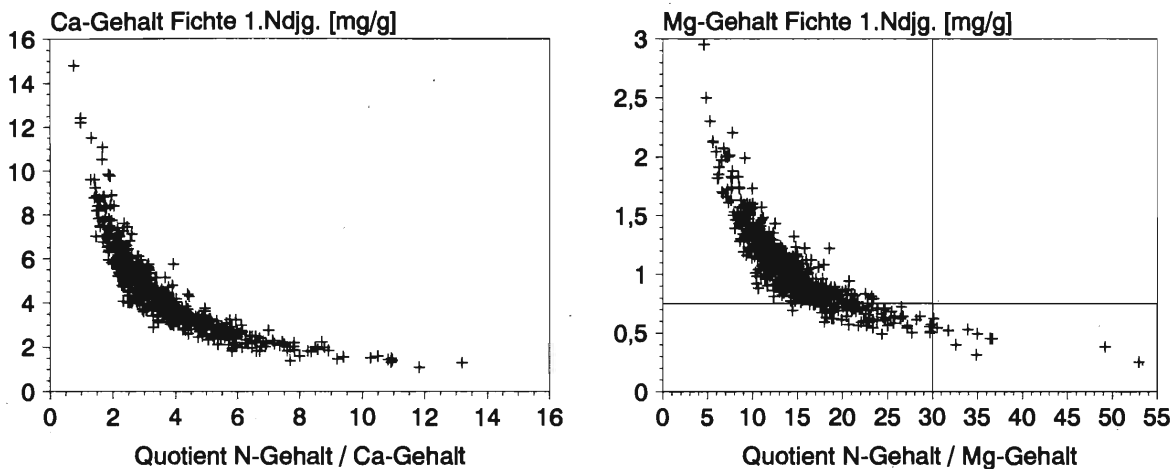 Ca-Gehalt Fichte 1.Ndjg. [mg/g]
16
14
12
10
8
6
4
2
0
0 2 4 6 8 10 12 14 16
Quotient N-Gehalt / Ca-Gehalt
Mg-Gehalt Fichte 1.Ndjg. [mg/g]
3
2,5
2
1,5
1
0,5
0
0 5 10 15 20 25 30 35 40 45 50 55
Quotient N-Gehalt / Mg-Gehalt